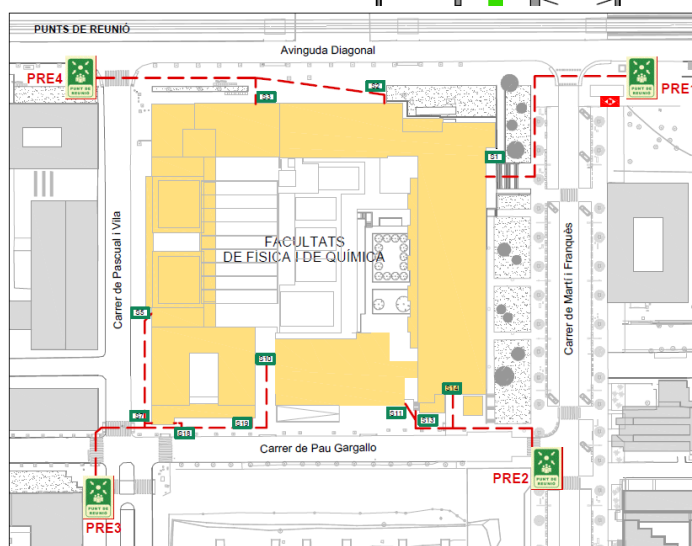 PUNTS DE REUNIÓ
Avinguda Diagonal
PRE4
PUNT DE
REUNIÓ
S3
S2
PUNT DE
REUNIÓ
PRE1
S1
Carrer de Pascual i Vila
FACULTATS
DE FÍSICA I DE QUÍMICA
Carrer de Martí i Franquès
S5
S10
S14
S7
S11
S13
Carrer de Pau Gargallo
PRE2
PUNT DE
REUNIÓ
PUNT DE
REUNIÓ
PRE3